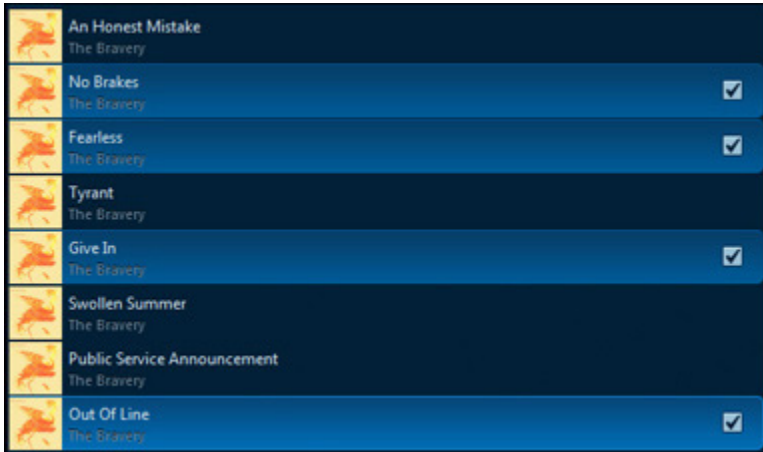 An Honest Mistake
The Bravery
No Brakes
The Bravery
Fearless
The Bravery
Tyrant
The Bravery
Give In
The Bravery
Swollen Summer
The Bravery
Public Service Announcement
The Bravery
Out Of Line
The Bravery